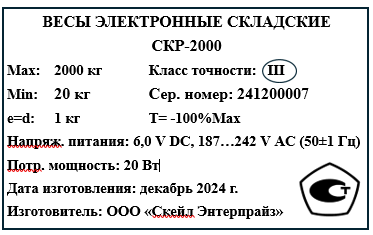 ВЕСЫ ЭЛЕКТРОННЫЕ СКЛАДСКИЕ
СКР-2000
Max: 2000 кг Класс точности: III
Min: 20 кг Сер. номер: 241200007
e=d: 1 кг T= -100%Max
Напряж. питания: 6,0 V DC, 187…242 V AC (50±1 Гц)
Потр. мощность: 20 Вт
Дата изготовления: декабрь 2024 г.
Изготовитель: ООО «Скейл Энтерпрайз»